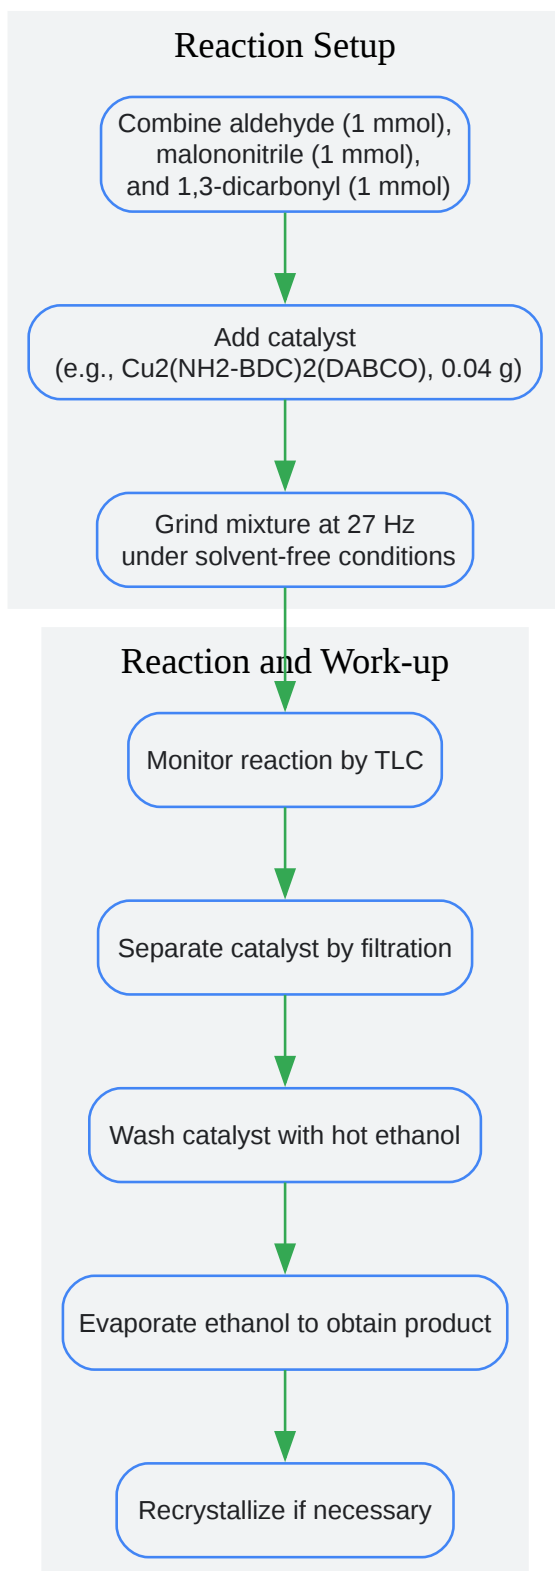 Reaction Setup
Combine aldehyde (1 mmol),
malononitrile (1 mmol),
and 1,3-dicarbonyl (1 mmol)
Add catalyst
(e.g., Cu2(NH2-BDC)2(DABCO), 0.04 g)
Grind mixture at 27 Hz
under solvent-free conditions
Reaction and Work-up
Monitor reaction by TLC
Separate catalyst by filtration
Wash catalyst with hot ethanol
Evaporate ethanol to obtain product
Recrystallize if necessary